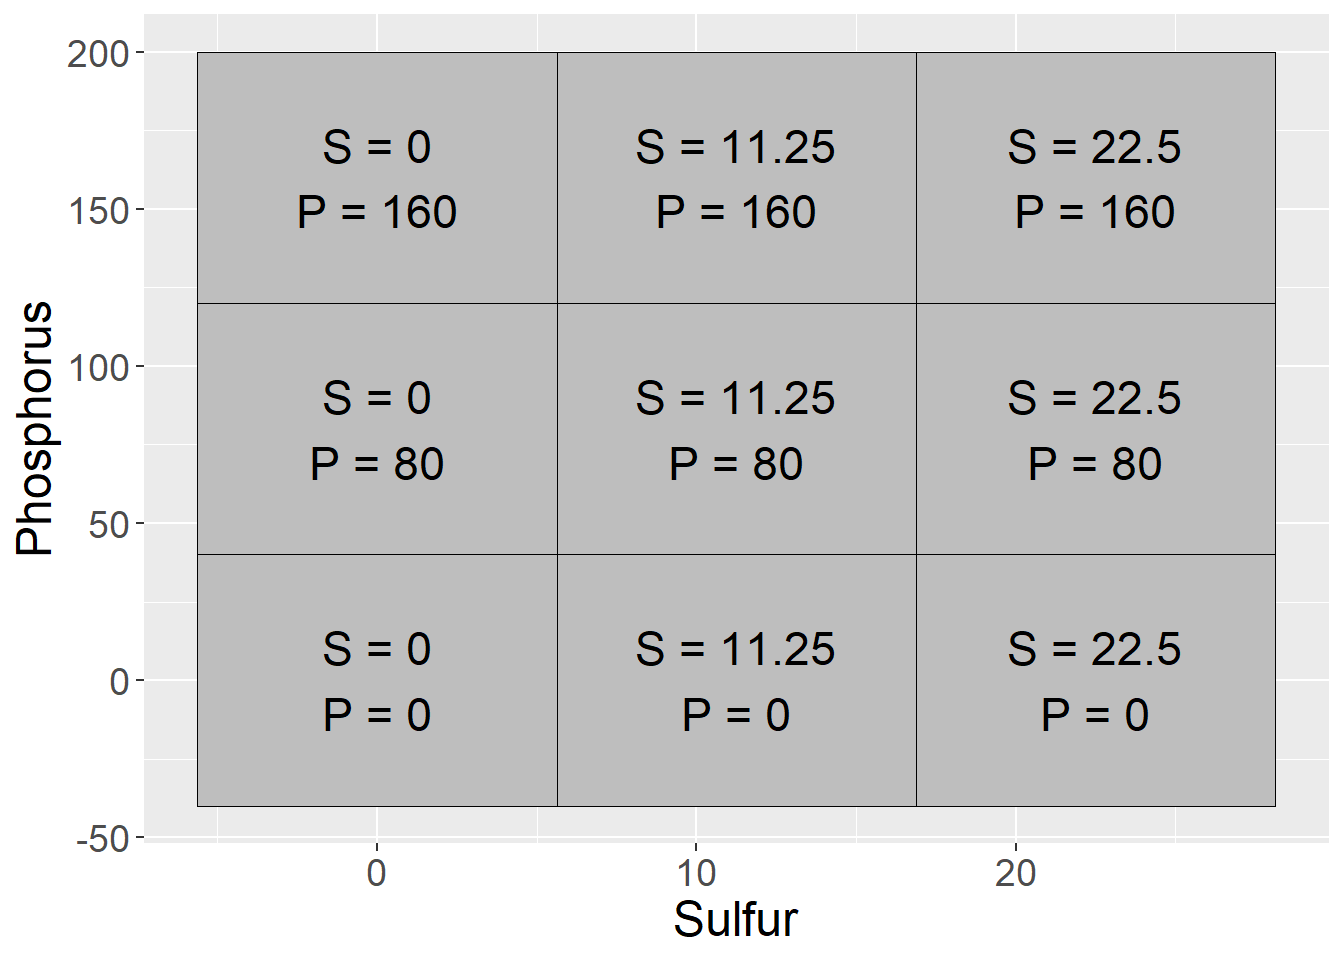 200
S = 0
P = 160
S = 11.25
P = 160
S = 22.5
P = 160
150
100
S = 0
P = 80
S = 11.25
P = 80
S = 22.5
P = 80
50
S = 0
P = 0
S = 11.25
P = 0
S = 22.5
P = 0
0
-50
Phosphorus
0
10
20
Sulfur